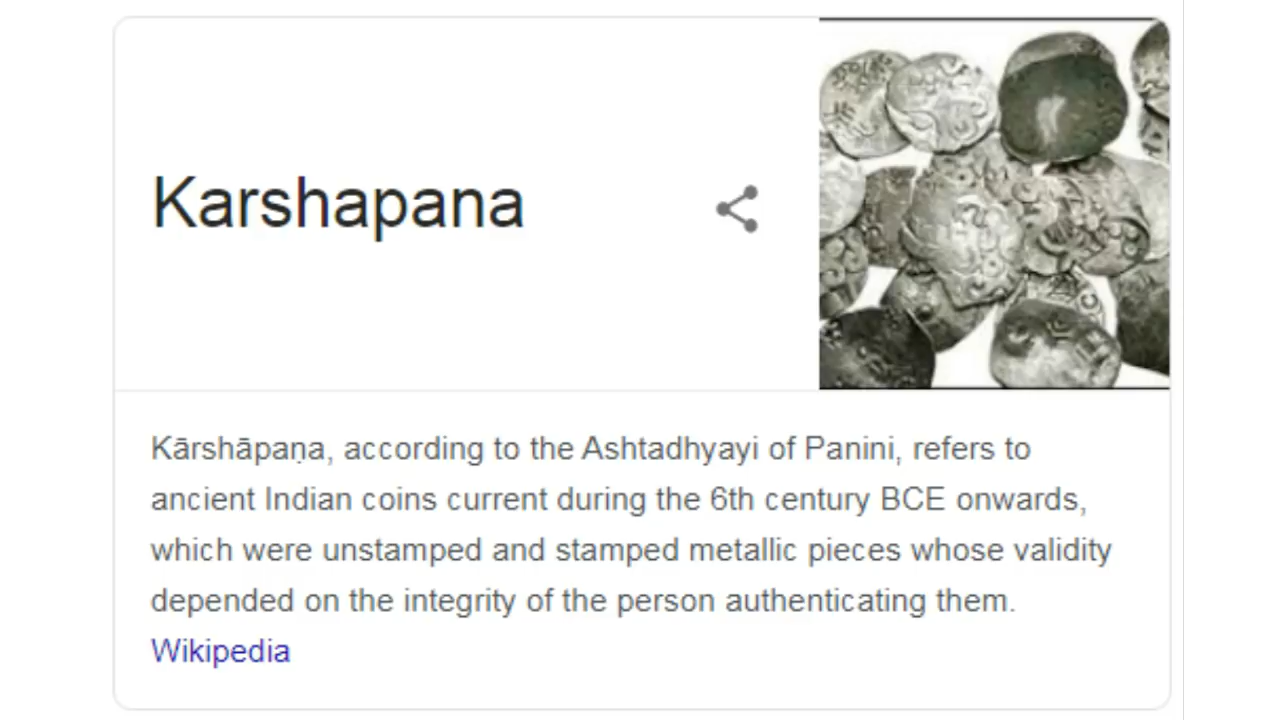 Karshapana
Kārshāpaṇa, according to the Ashtadhyayi of Panini, refers to
ancient Indian coins current during the 6th century BCE onwards,
which were unstamped and stamped metallic pieces whose validity
depended on the integrity of the person authenticating them.
Wikipedia